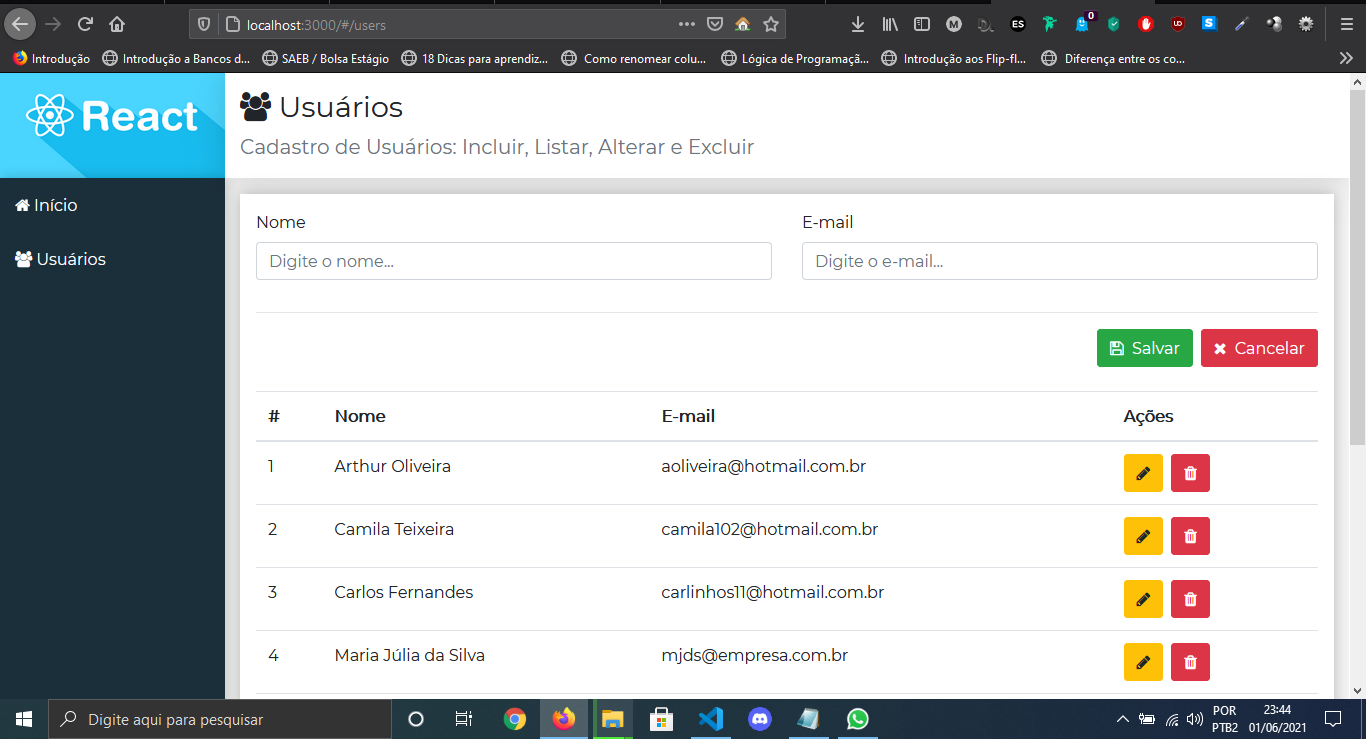 localhost:3000/#/users
0
ES
UD
S
Introdução
Introdução a Bancos d...
SAEB / Bolsa Estágio
18 Dicas para aprendiz...
Como renomear colu...
Lógica de Programaçã...
Introdução aos Flip-fl...
Diferença entre os co...
React
Usuários
Cadastro de Usuários: Incluir, Listar, Alterar e Excluir
Início
Usuários
Nome
E-mail
Digite o nome...
Digite o e-mail...
Salvar
Cancelar
# Nome E-mail Ações
1 Arthur Oliveira aoliveira@hotmail.com.br
2 Camila Teixeira camila102@hotmail.com.br
3 Carlos Fernandes carlinhos11@hotmail.com.br
4 Maria Júlia da Silva mjds@empresa.com.br
Digite aqui para pesquisar
POR
PTB2
23:44
01/06/2021